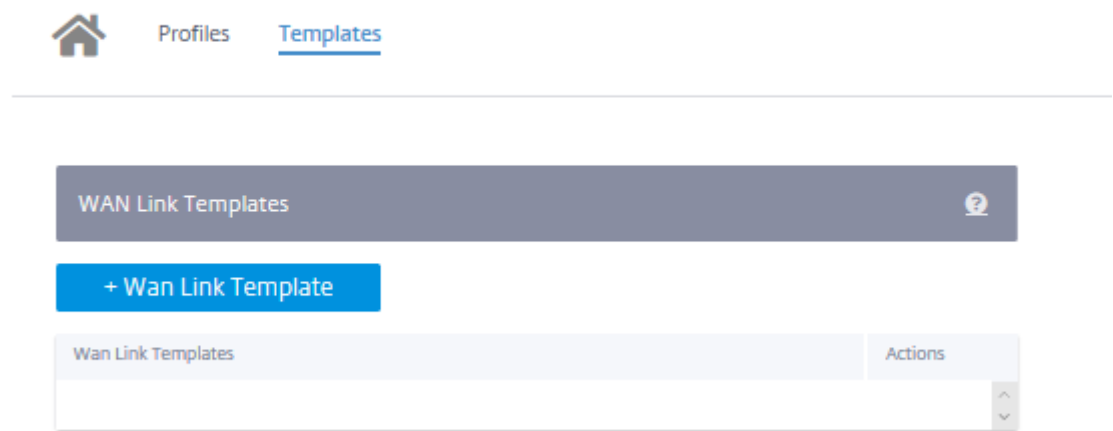 Profiles Templates
WAN Link Templates
+ Wan Link Template
Wan Link Templates Actions